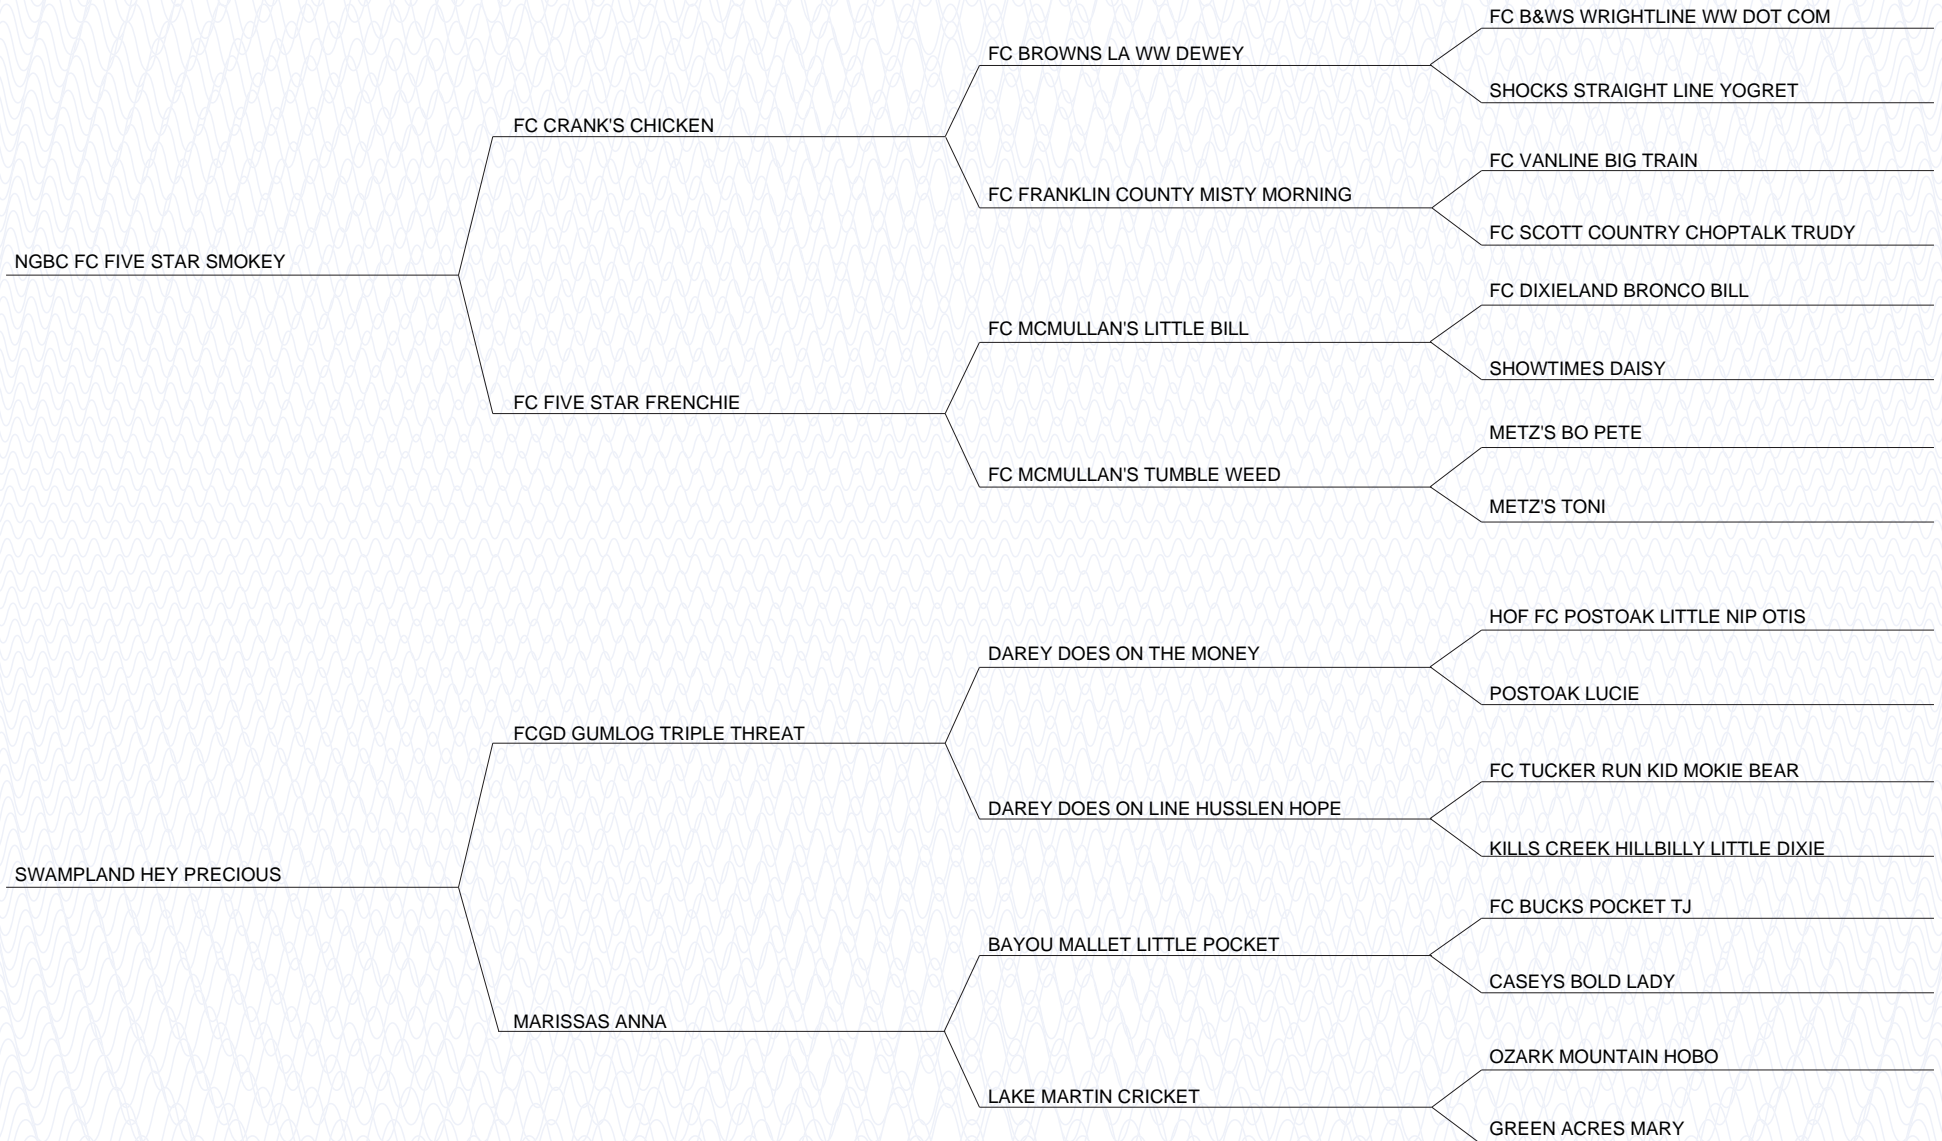 FC B&WS WRIGHTLINE WW DOT COM
FC BROWNS LA WW DEWEY
SHOCKS STRAIGHT LINE YOGRET
FC CRANK'S CHICKEN
FC VANLINE BIG TRAIN
FC FRANKLIN COUNTY MISTY MORNING
FC SCOTT COUNTRY CHOPTALK TRUDY
NGBC FC FIVE STAR SMOKEY
FC DIXIELAND BRONCO BILL
FC MCMULLAN'S LITTLE BILL
SHOWTIMES DAISY
FC FIVE STAR FRENCHIE
METZ'S BO PETE
FC MCMULLAN'S TUMBLE WEED
METZ'S TONI
HOF FC POSTOAK LITTLE NIP OTIS
DAREY DOES ON THE MONEY
POSTOAK LUCIE
FCGD GUMLOG TRIPLE THREAT
FC TUCKER RUN KID MOKIE BEAR
DAREY DOES ON LINE HUSSLEN HOPE
KILLS CREEK HILLBILLY LITTLE DIXIE
SWAMPLAND HEY PRECIOUS
FC BUCKS POCKET TJ
BAYOU MALLET LITTLE POCKET
CASEYS BOLD LADY
MARISSAS ANNA
OZARK MOUNTAIN HOBO
LAKE MARTIN CRICKET
GREEN ACRES MARY